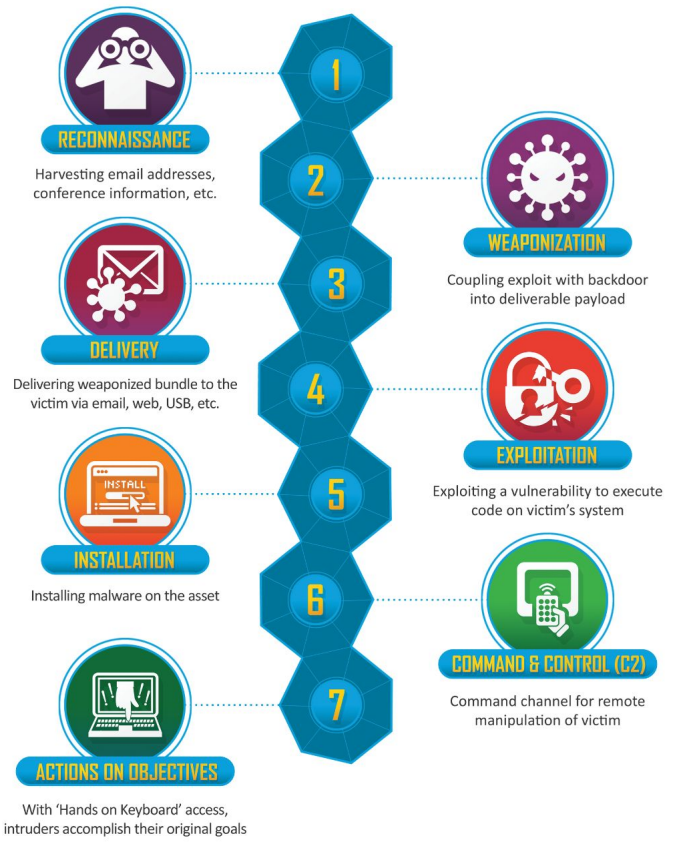 1
RECONNAISSANCE
Harvesting email addresses,
conference information, etc.
2
WEAPONIZATION
Coupling exploit with backdoor
into deliverable payload
3
DELIVERY
Delivering weaponized bundle to the
victim via email, web, USB, etc.
4
EXPLOITATION
Exploiting a vulnerability to execute
code on victim's system
5
INSTALL
INSTALLATION
Installing malware on the asset
6
COMMAND & CONTROL (C2)
Command channel for remote
manipulation of victim
7
ACTIONS ON OBJECTIVES
With ‘Hands on Keyboard’ access,
intruders accomplish their original goals